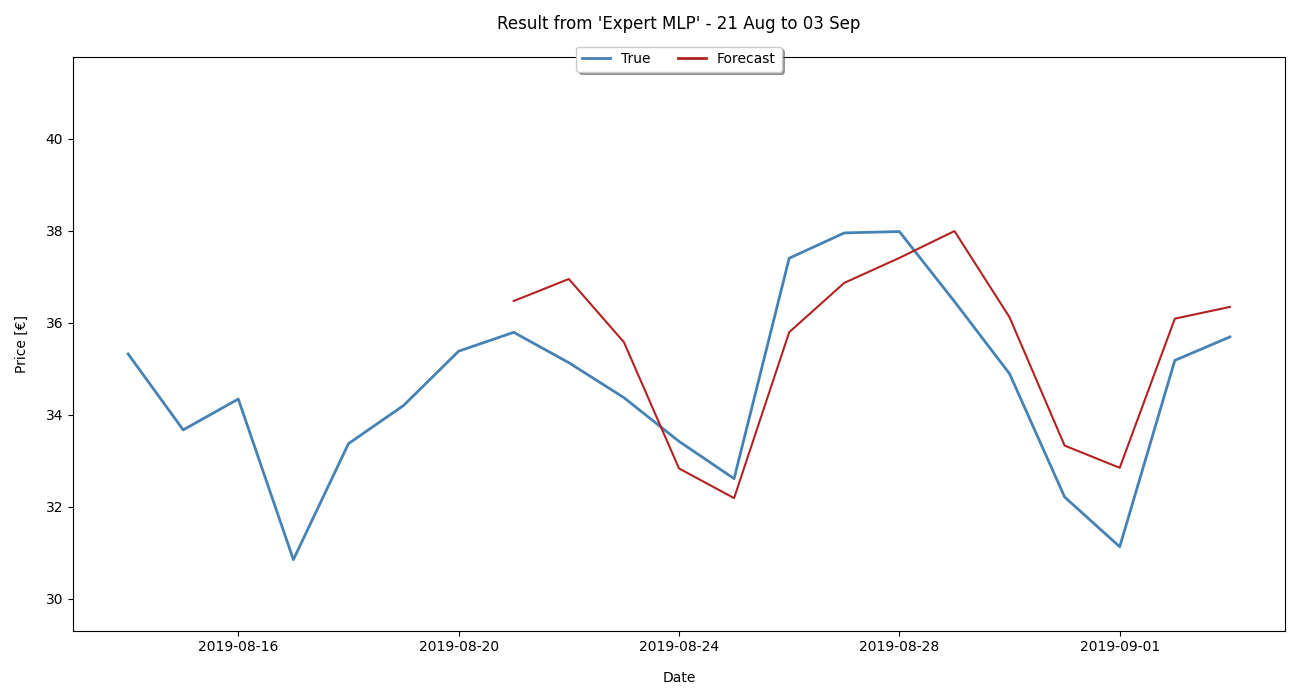 Result from 'Expert MLP' - 21 Aug to 03 Sep
True Forecast
40
38
36
34
32
30
Price [€]
2019-08-16 2019-08-20 2019-08-24 2019-08-28 2019-09-01
Date